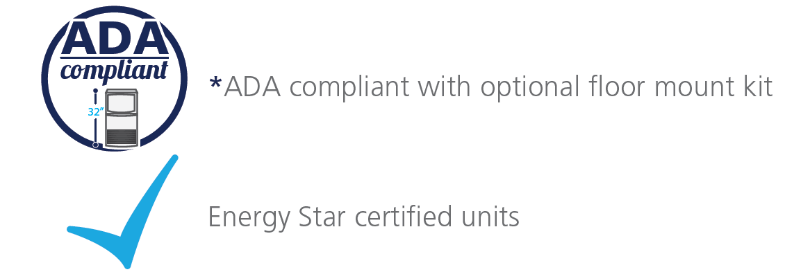 ADA
compliant
32"
*ADA compliant with optional floor mount kit
Energy Star certified units